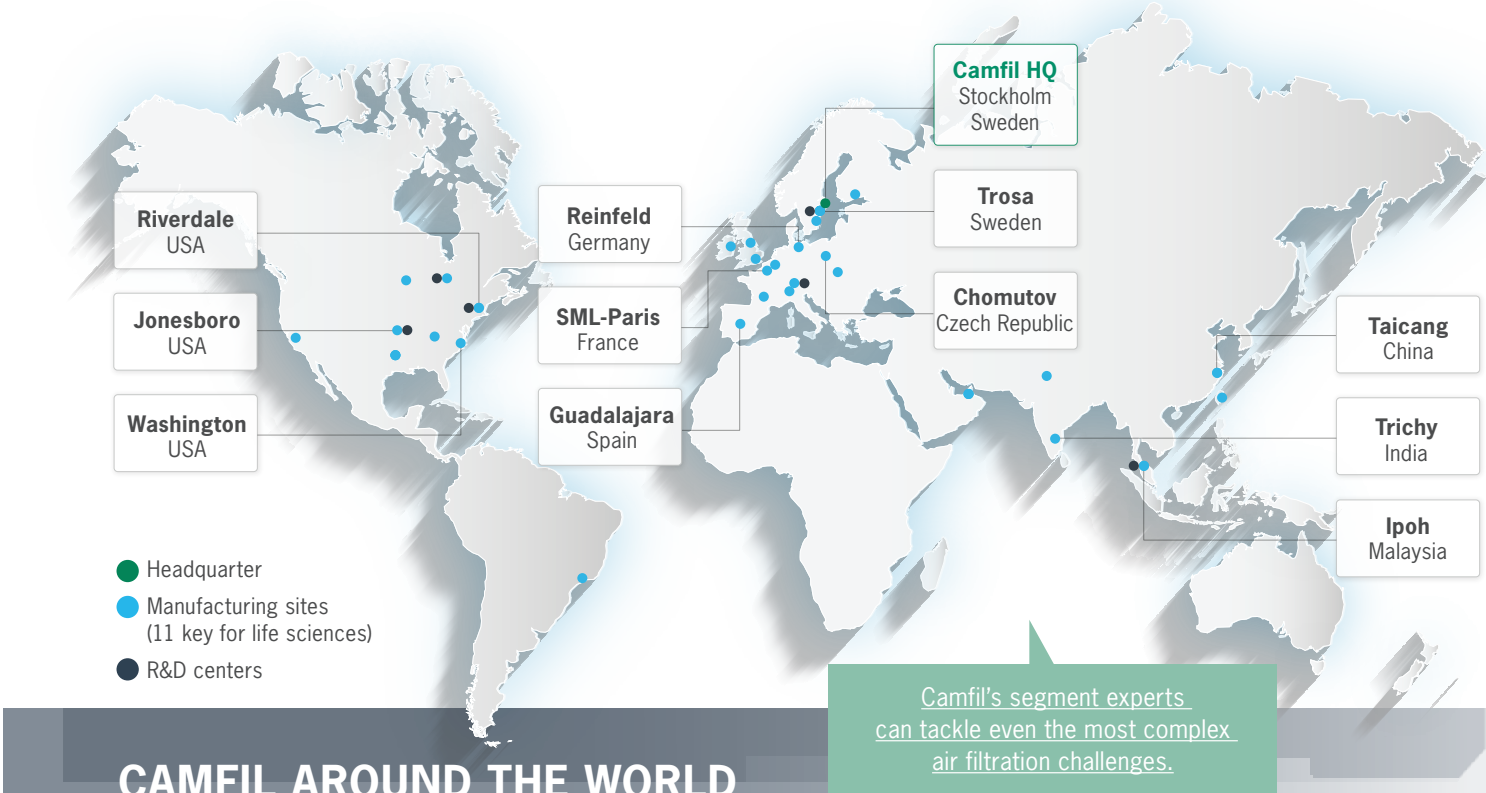 Camfil HQ
Stockholm
Sweden
Riverdale
USA
Reinfeld
Germany
Trosa
Sweden
Jonesboro
USA
SML-Paris
France
Chomutov
Czech Republic
Taicang
China
Washington
USA
Guadalajara
Spain
Trichy
India
Ipoh
Malaysia
Headquarter
Manufacturing sites
(11 key for life sciences)
R&D centers
Camfil's segment experts
can tackle even the most complex
air filtration challenges.
CAMFIL AROUND THE WORLD